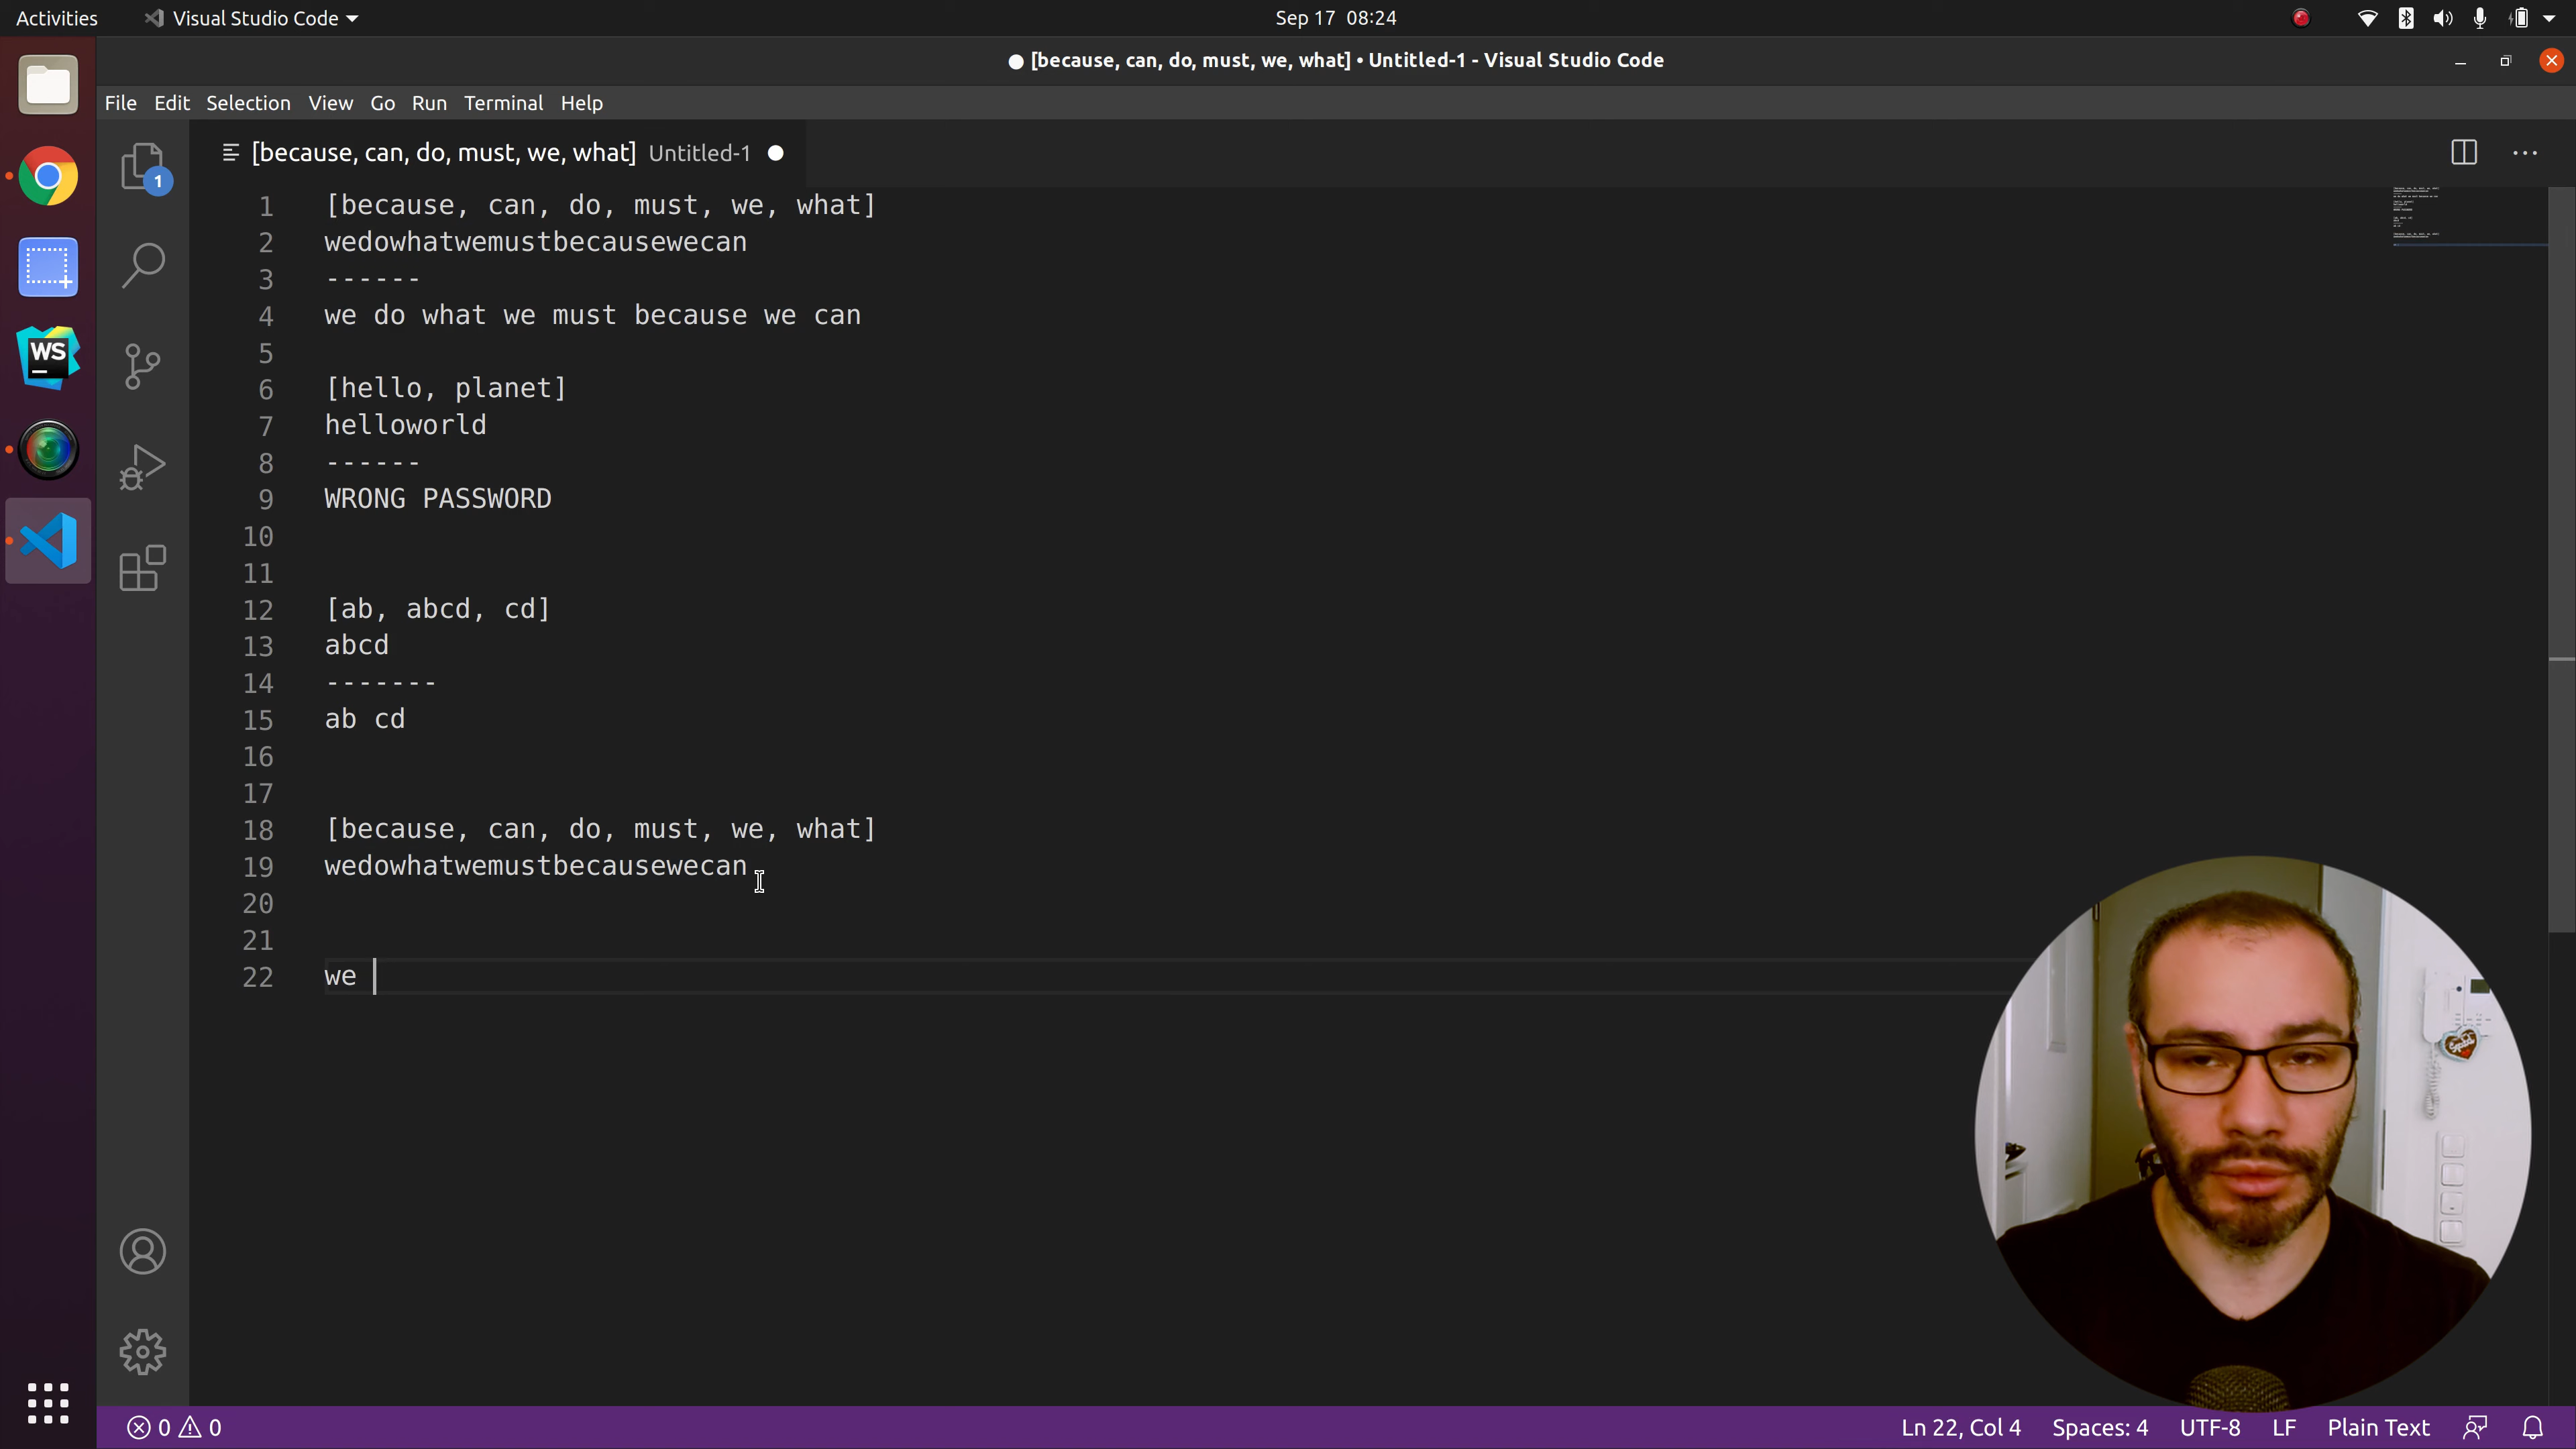 Activities Visual Studio Code Sep 17 08:24
[because, can, do, must, we, what] • Untitled-1 - Visual Studio Code
File Edit Selection View Go Run Terminal Help
[because, can, do, must, we, what] Untitled-1
1
1 [because, can, do, must, we, what]
2 wedowhatwemustbecausewecan
3 ------
4 we do what we must because we can
5
6 [hello, planet]
7 helloworld
8 ------
9 WRONG PASSWORD
10
11
12 [ab, abcd, cd]
13 abcd
14 -------
15 ab cd
16
17
18 [because, can, do, must, we, what]
19 wedowhatwemustbecausewecan
20
21
22 we
WS
0 0 Ln 22, Col 4 Spaces: 4 UTF-8 LF Plain Text